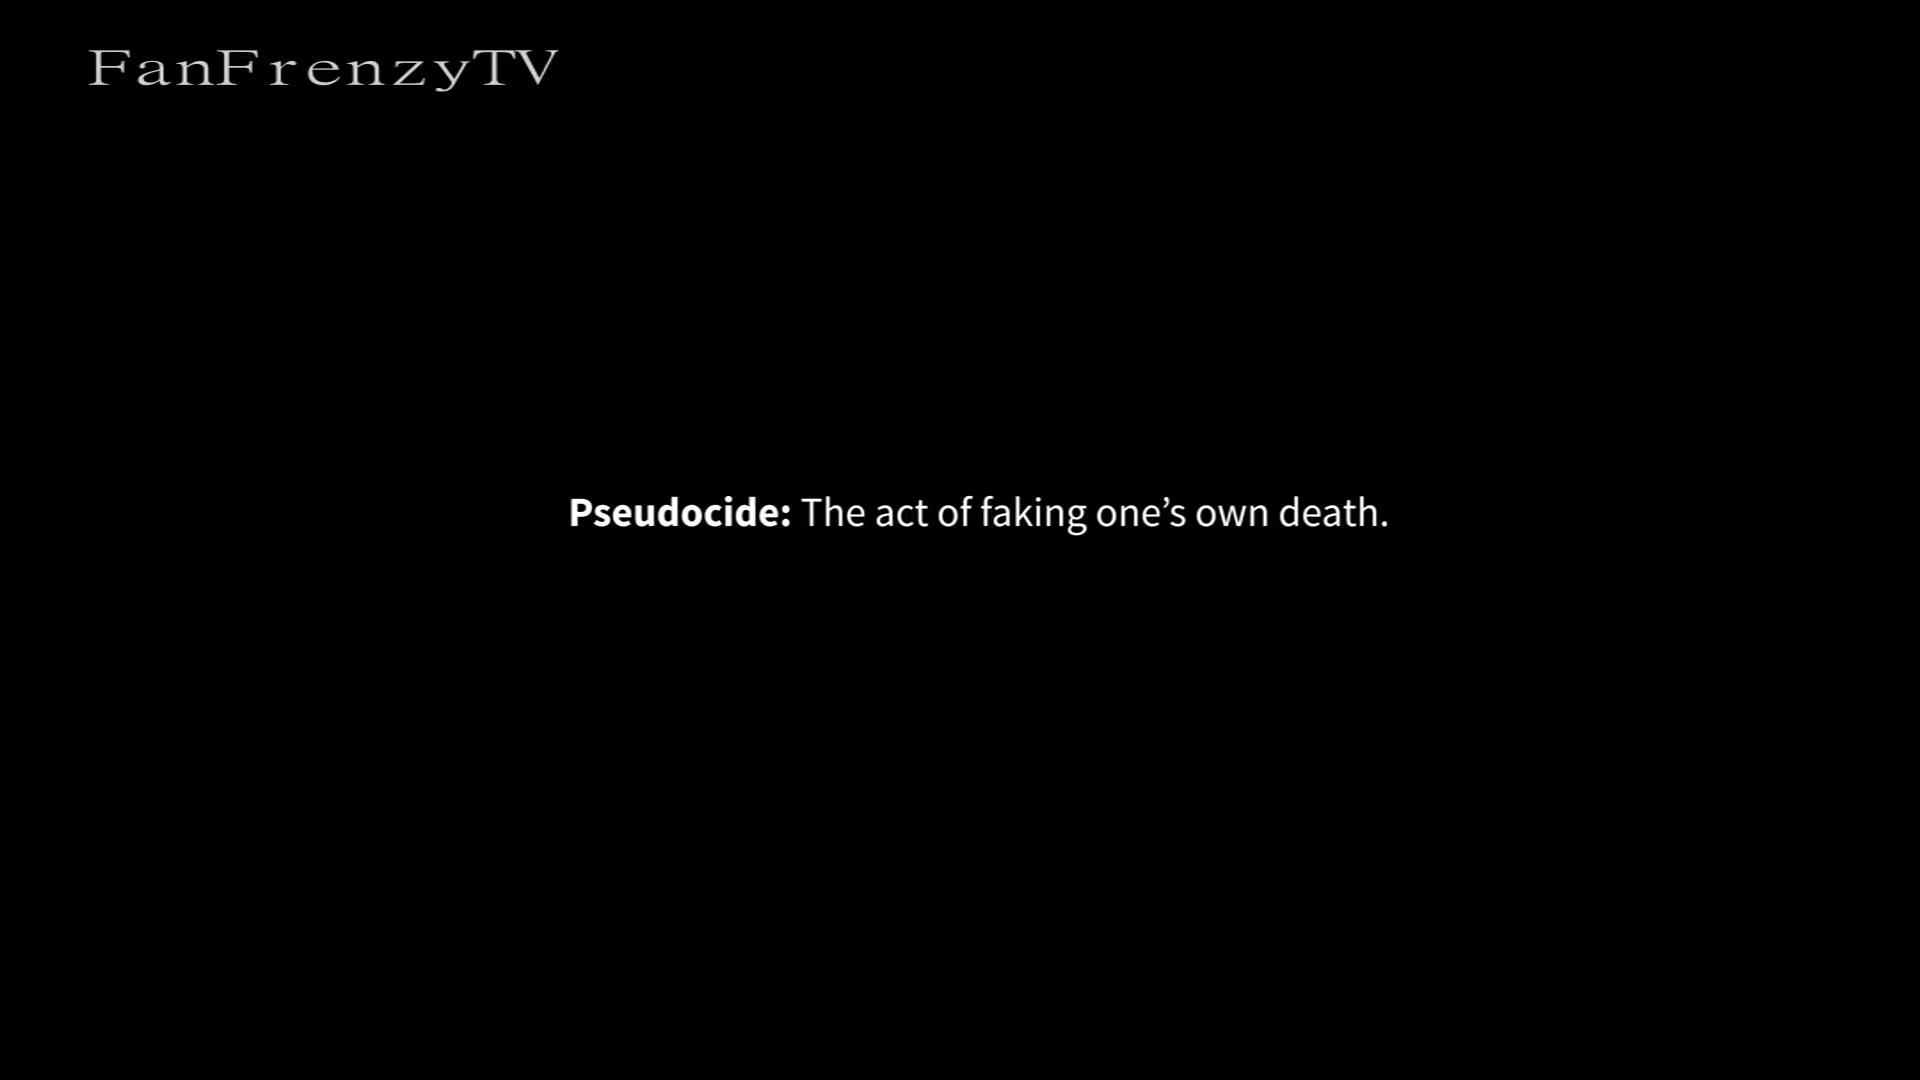 FanFrenzyTV
Pseudocide: The act of faking one’s own death.